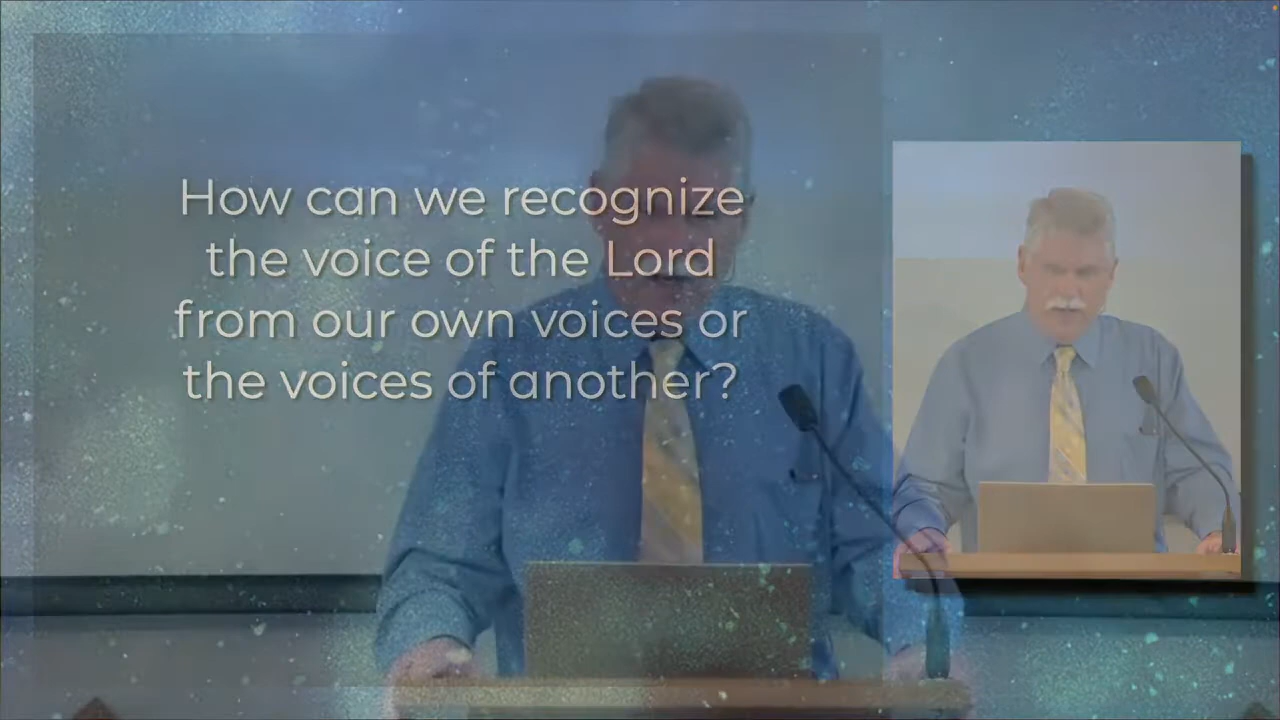 How can we recognize
the voice of the Lord
from our own voices or
the voices of another?